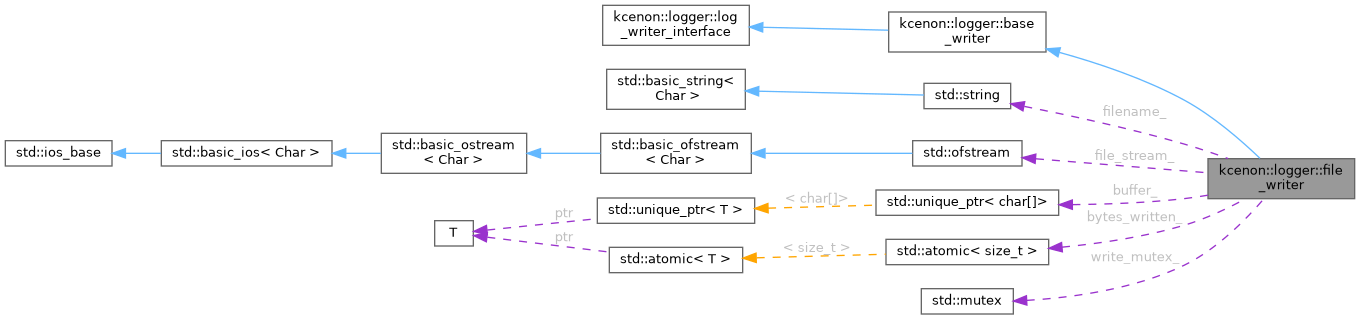 kcenon::logger::log
_writer_interface
kcenon::logger::base
_writer
std::basic_string<
Char >
std::string
filename_
std::ios_base
std::basic_ios< Char >
std::basic_ostream
< Char >
std::basic_ofstream
< Char >
std::ofstream
file_stream_
kcenon::logger::file
_writer
T
ptr
ptr
std::unique_ptr< T >
< char[]>
std::unique_ptr< char[]>
buffer_
std::atomic< T >
< size_t >
std::atomic< size_t >
bytes_written_
std::mutex
write_mutex_